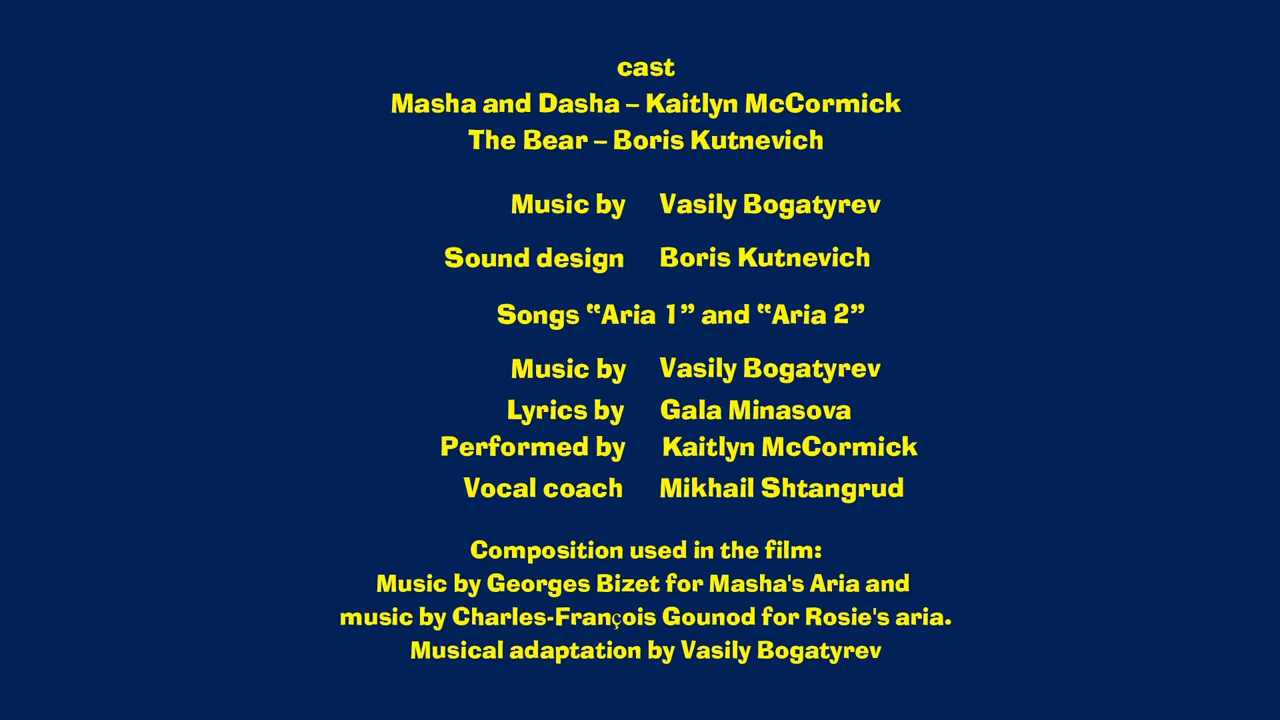 cast
Masha and Dasha – Kaitlyn McCormick
The Bear – Boris Kutnevich
Music by Vasily Bogatyrev
Sound design Boris Kutnevich
Songs “Aria 1” and “Aria 2”
Music by Vasily Bogatyrev
Lyrics by Gala Minasova
Performed by Kaitlyn McCormick
Vocal coach Mikhail Shtangrud
Composition used in the film:
Music by Georges Bizet for Masha's Aria and
music by Charles-François Gounod for Rosie's aria.
Musical adaptation by Vasily Bogatyrev